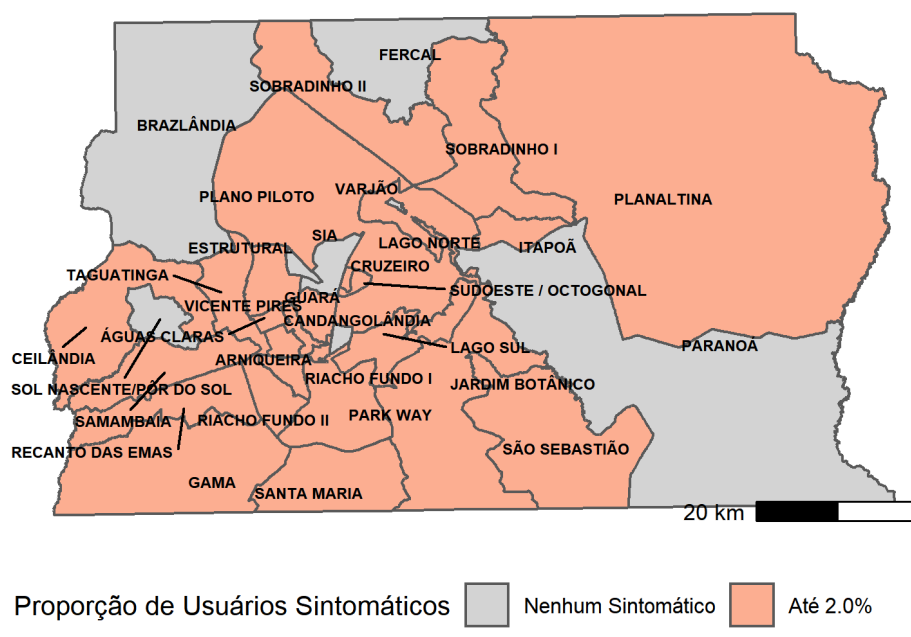 FERCAL
SOBRADINHO II
BRAZLÂNDIA
SOBRADINHO I
VARJÃO
PLANO PILOTO
PLANALTINA
SIA
LAGO NORTE
ITAPOÃ
ESTRUTURAL
CRUZEIRO
TAGUATINGA
SUDOESTE / OCTOGONAL
GUARÁ
VICENTE PIRES
CANDANGOLÂNDIA
ÁGUAS CLARAS
LAGO SUL
PARANOÁ
CEILÂNDIA
ARNIQUEIRA
RIACHO FUNDO I
JARDIM BOTÂNICO
SOL NASCENTE/PÔR DO SOL
PARK WAY
SAMAMBAIA
RIACHO FUNDO II
SÃO SEBASTIÃO
RECANTO DAS EMAS
GAMA
SANTA MARIA
20 km
Proporção de Usuários Sintomáticos
Nenhum Sintomático
Até 2.0%